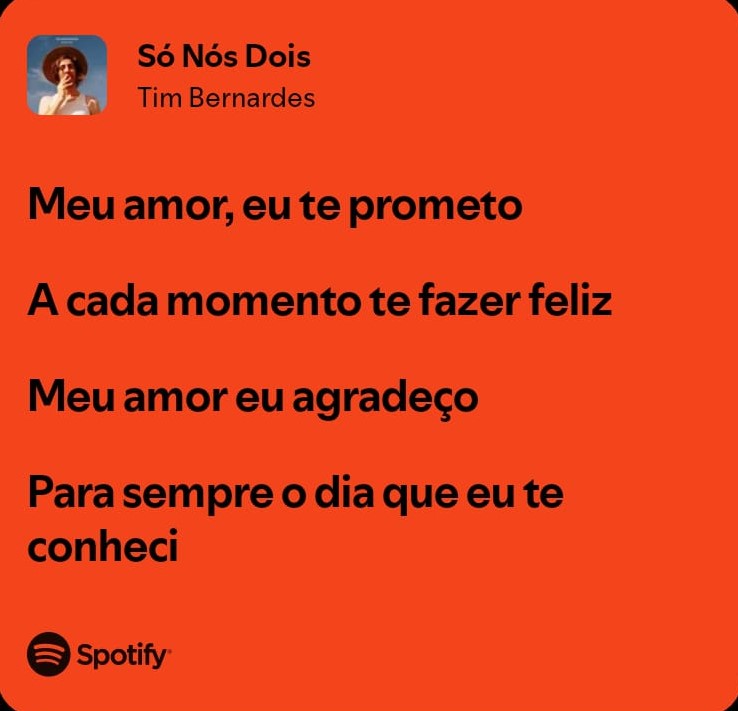 Só Nós Dois
Tim Bernardes
Meu amor, eu te prometo
A cada momento te fazer feliz
Meu amor eu agradeço
Para sempre o dia que eu te
conheci
Spotify